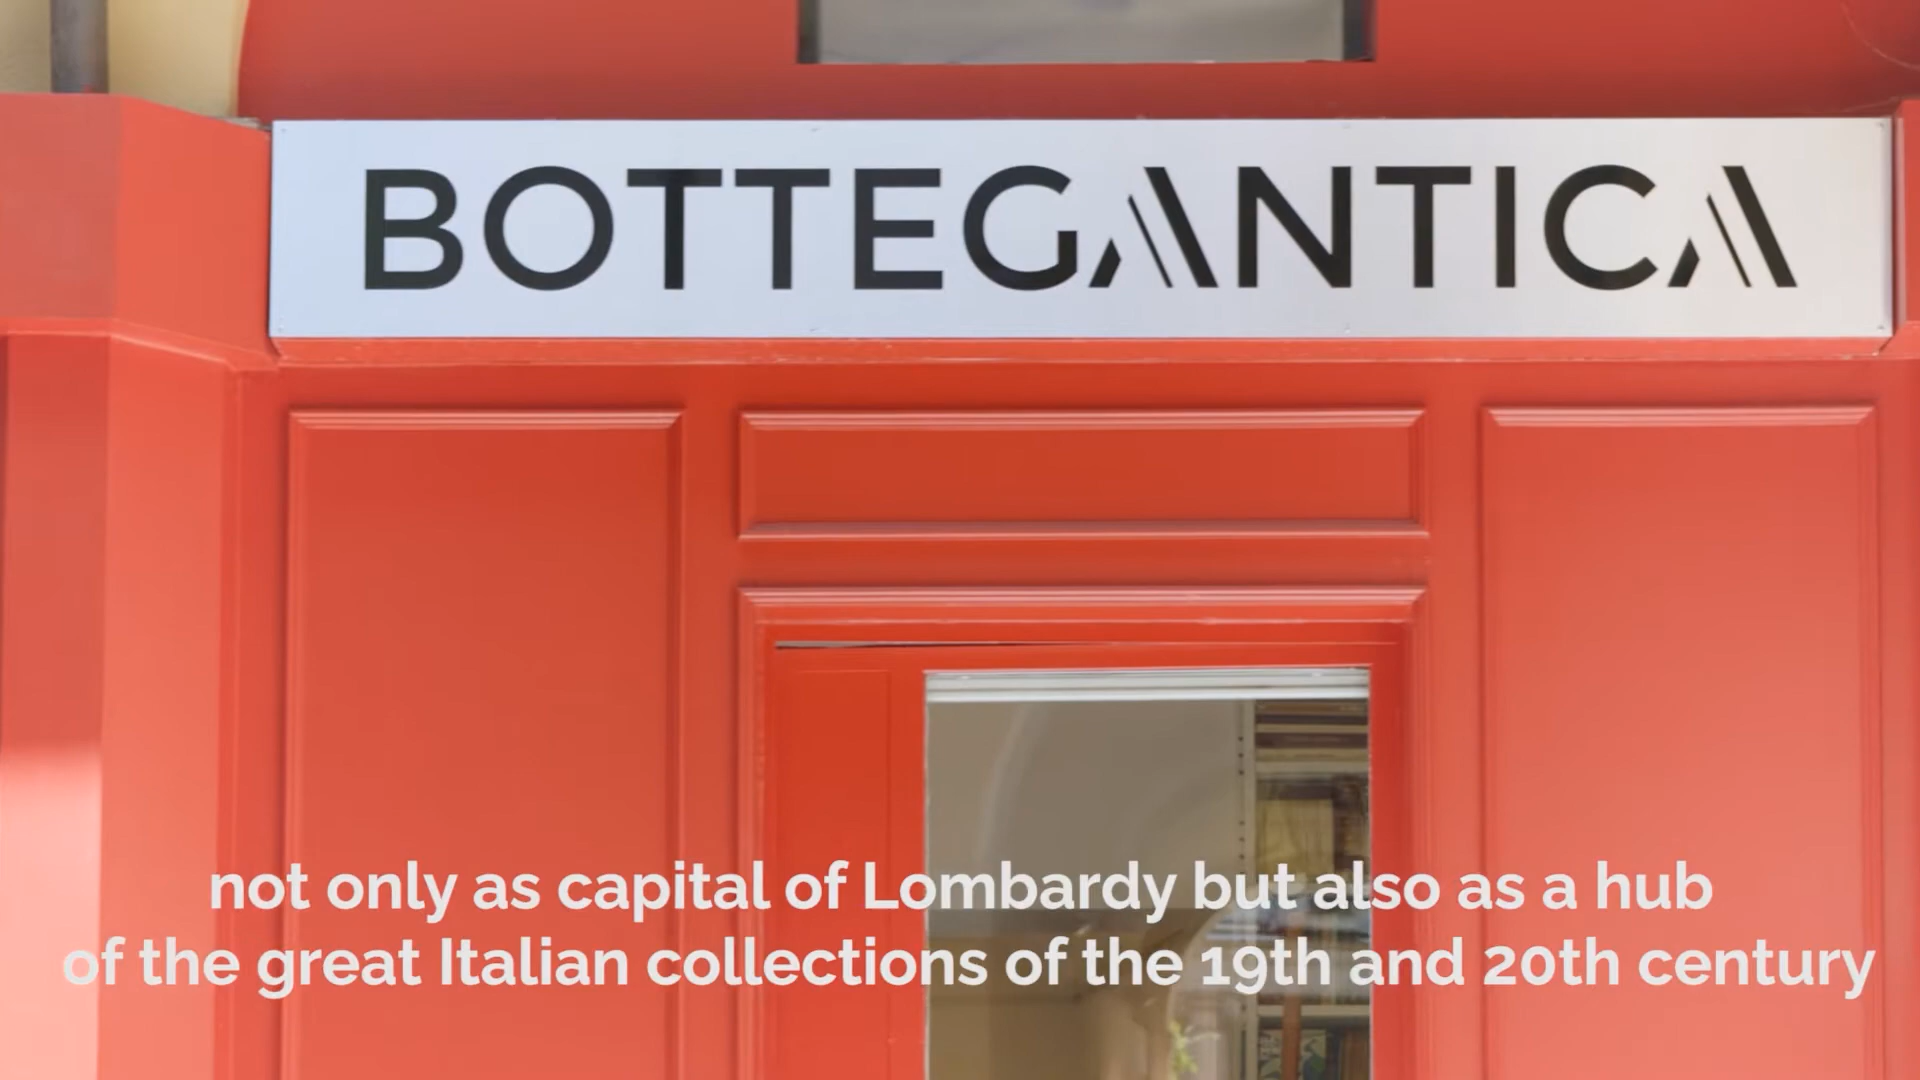 BOTTEGANTICA
not only as capital of Lombardy but also as a hub
of the great Italian collections of the 19th and 20th century